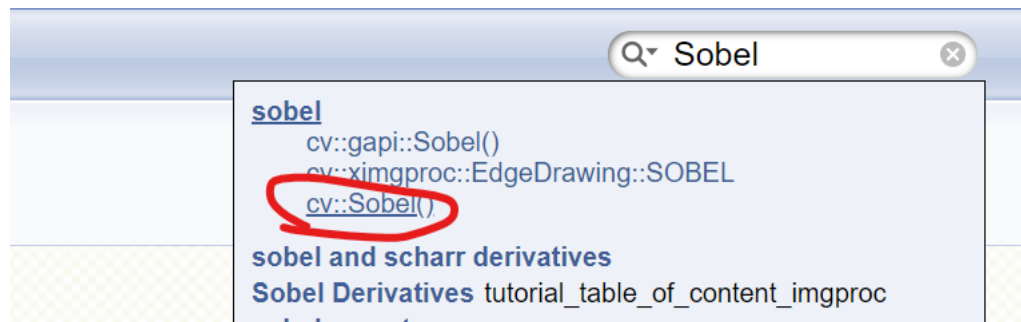 Sobel
sobel
cv::gapi::Sobel()
cv::ximgproc::EdgeDrawing::SOBEL
cv::Sobel()
sobel and scharr derivatives
Sobel Derivatives tutorial_table_of_content_imgproc